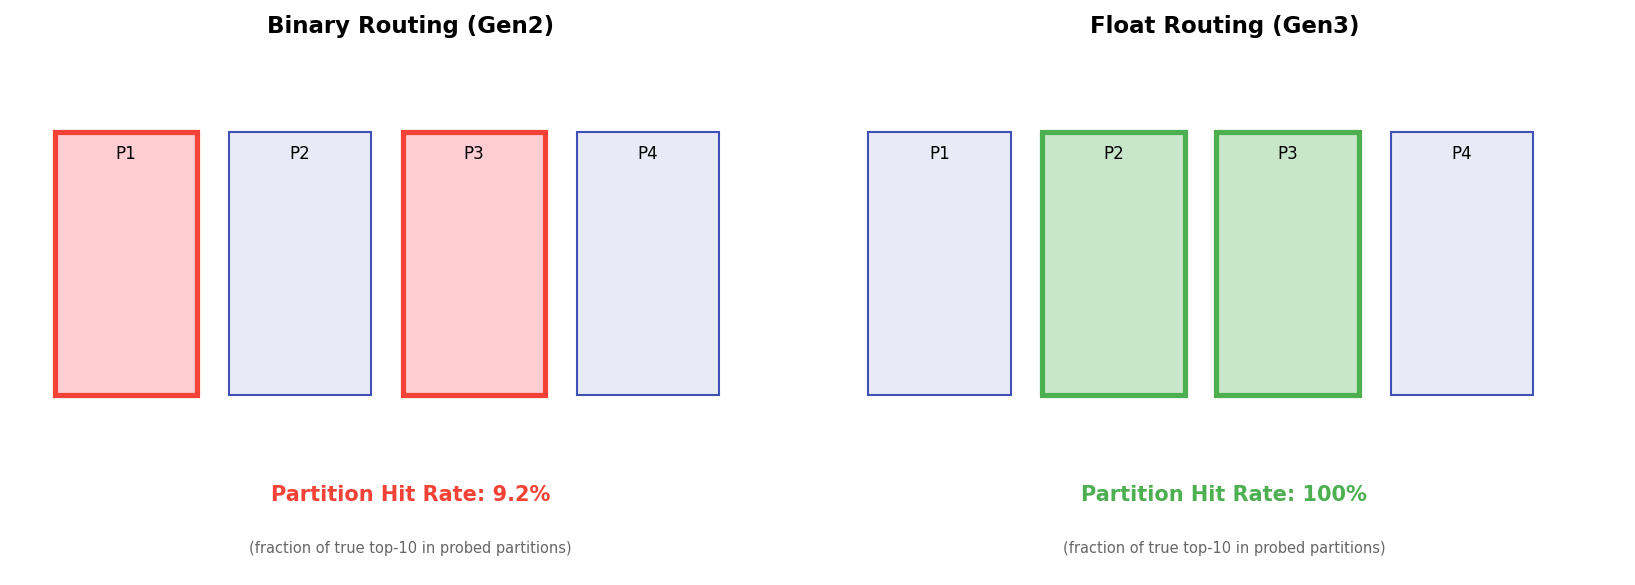 Binary Routing (Gen2)
P1
P2
P3
P4
Partition Hit Rate: 9.2%
(fraction of true top-10 in probed partitions)
Float Routing (Gen3)
P1
P2
P3
P4
Partition Hit Rate: 100%
(fraction of true top-10 in probed partitions)